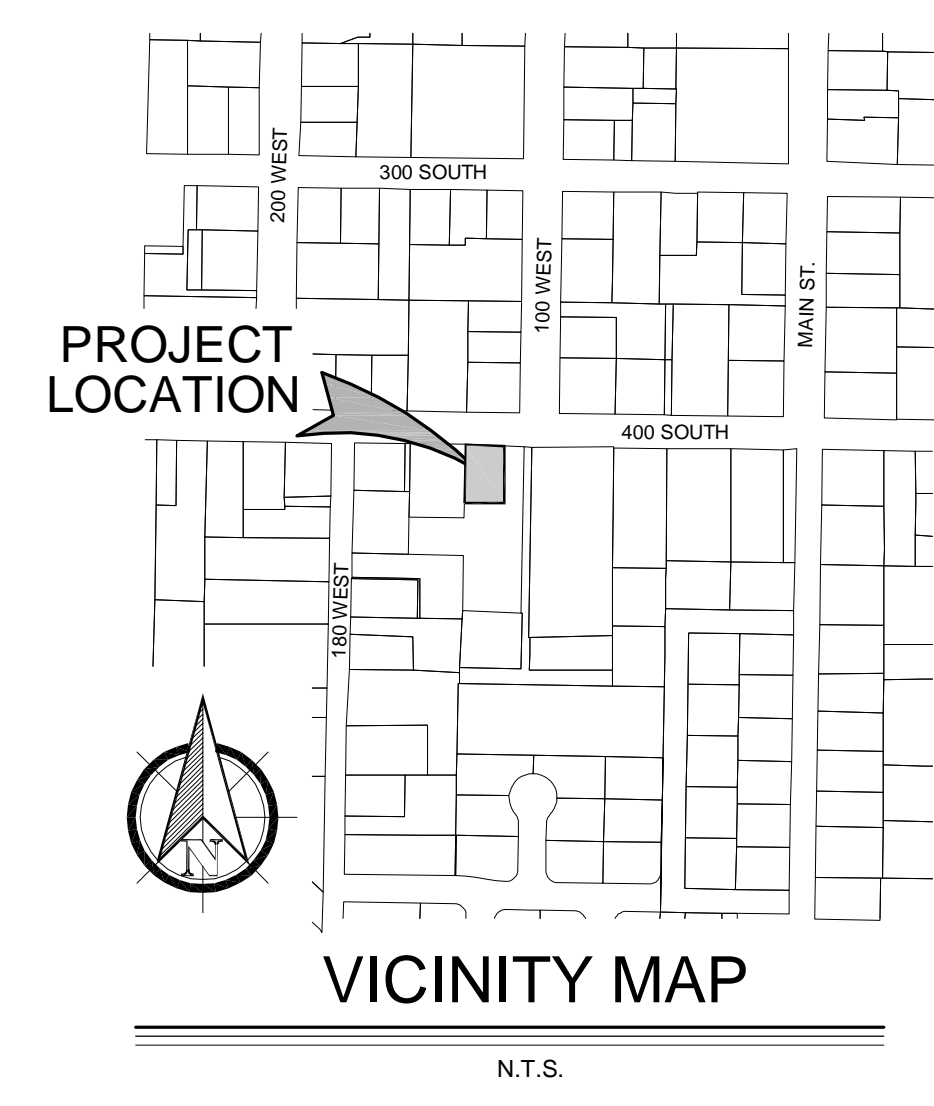 200 WEST
300 SOUTH
100 WEST
MAIN ST.
PROJECT
LOCATION
400 SOUTH
180 WEST
N
VICINITY MAP
N.T.S.